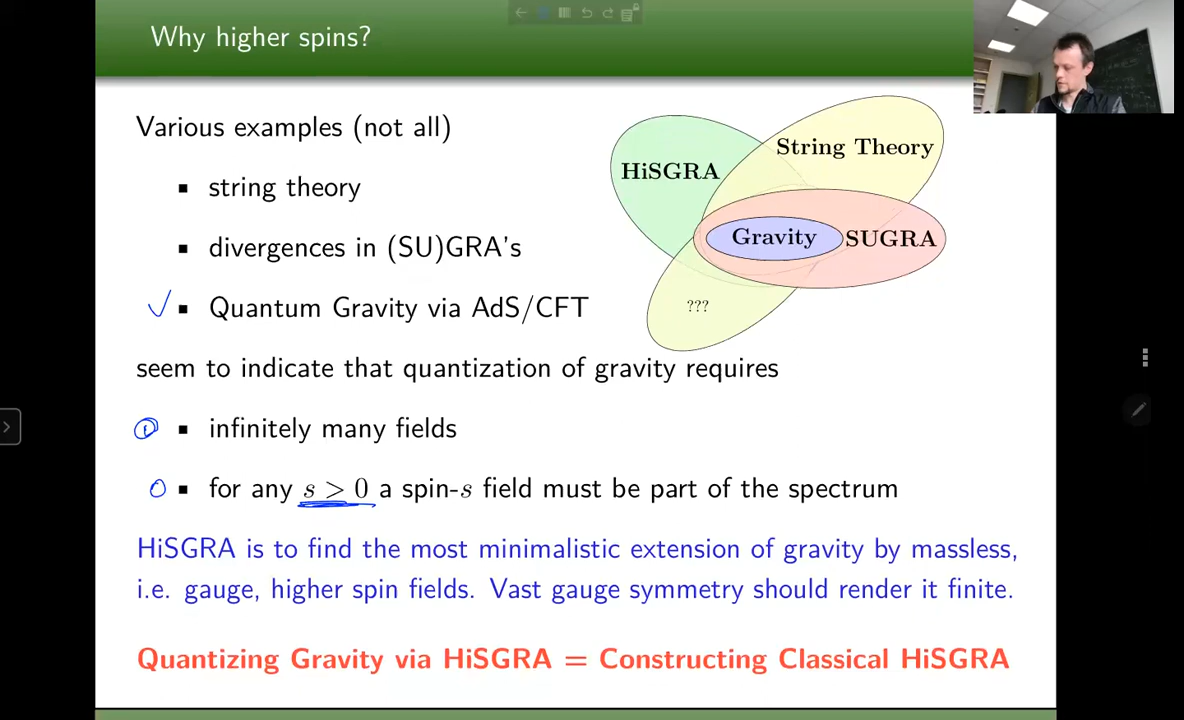 Why higher spins?
Various examples (not all)
▪ string theory
▪ divergences in (SU)GRA's
▪ Quantum Gravity via AdS/CFT
HiSGRA
String Theory
Gravity
SUGRA
???
seem to indicate that quantization of gravity requires
▪ infinitely many fields
▪ for any s > 0 a spin-s field must be part of the spectrum
HiSGRA is to find the most minimalistic extension of gravity by massless,
i.e. gauge, higher spin fields. Vast gauge symmetry should render it finite.
Quantizing Gravity via HiSGRA = Constructing Classical HiSGRA